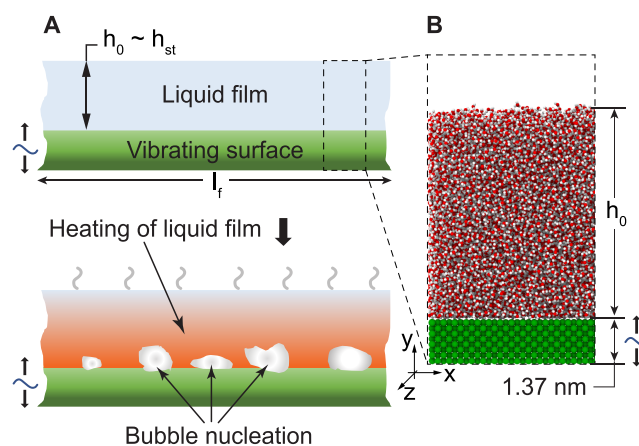 A
h₀ ~ hst
Liquid film
Vibrating surface
lf
Heating of liquid film
Bubble nucleation
B
h₀
y
z
x
1.37 nm